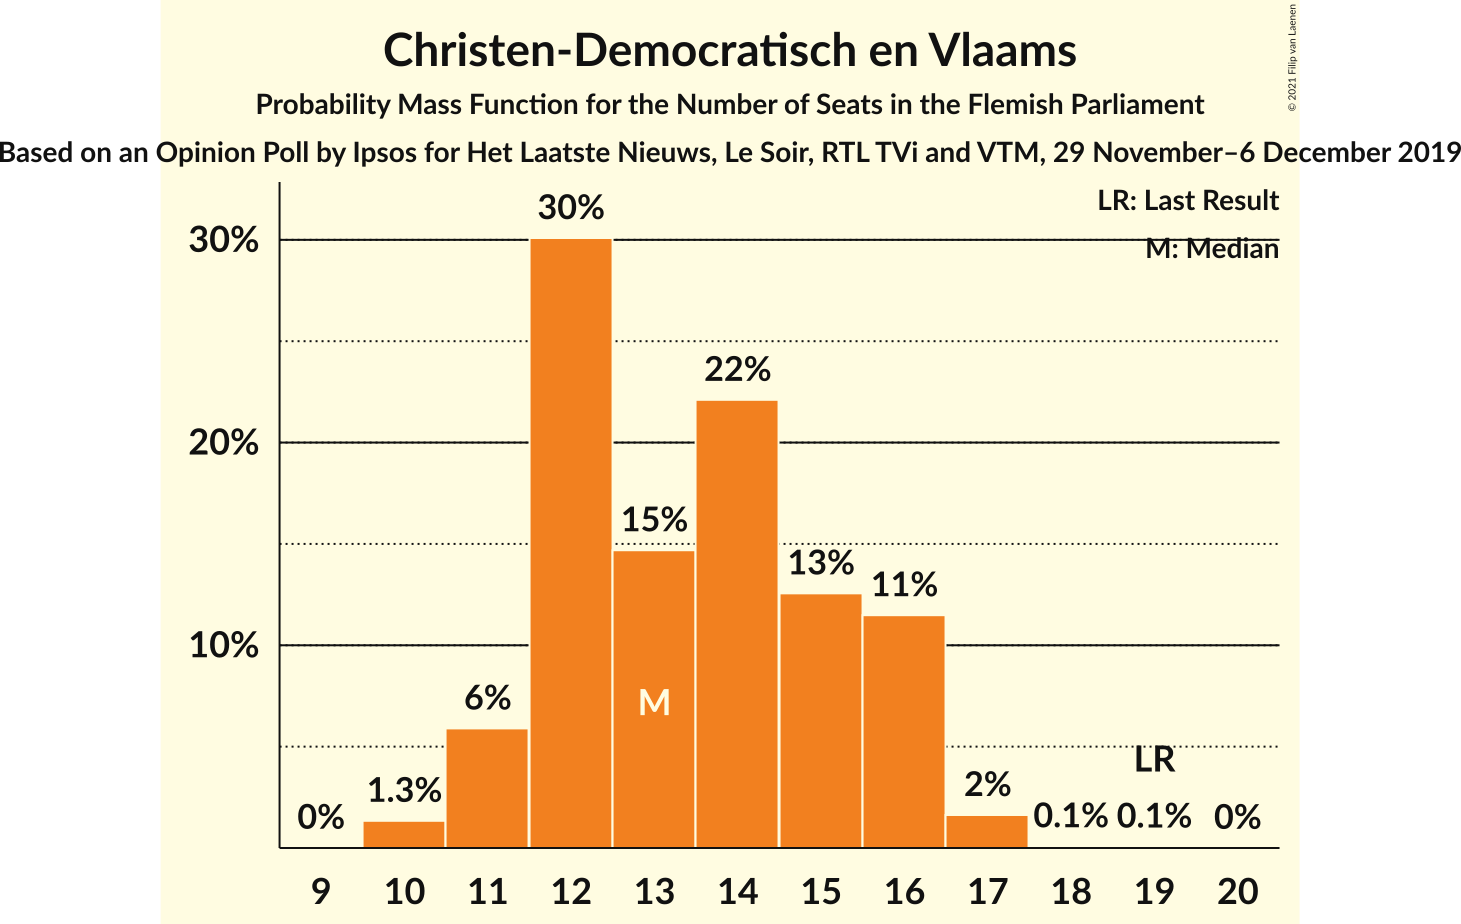 Christen-Democratisch en Vlaams
Probability Mass Function for the Number of Seats in the Flemish Parliament
Based on an Opinion Poll by Ipsos for Het Laatste Nieuws, Le Soir, RTL TVi and VTM, 29 November–6 December 2019
© 2021 Filip van Laenen
LR: Last Result
M: Median
30%
20%
10%
0%
1.3%
6%
30%
15%
22%
13%
11%
2%
0.1%
0.1%
0%
M
LR
9 10 11 12 13 14 15 16 17 18 19 20